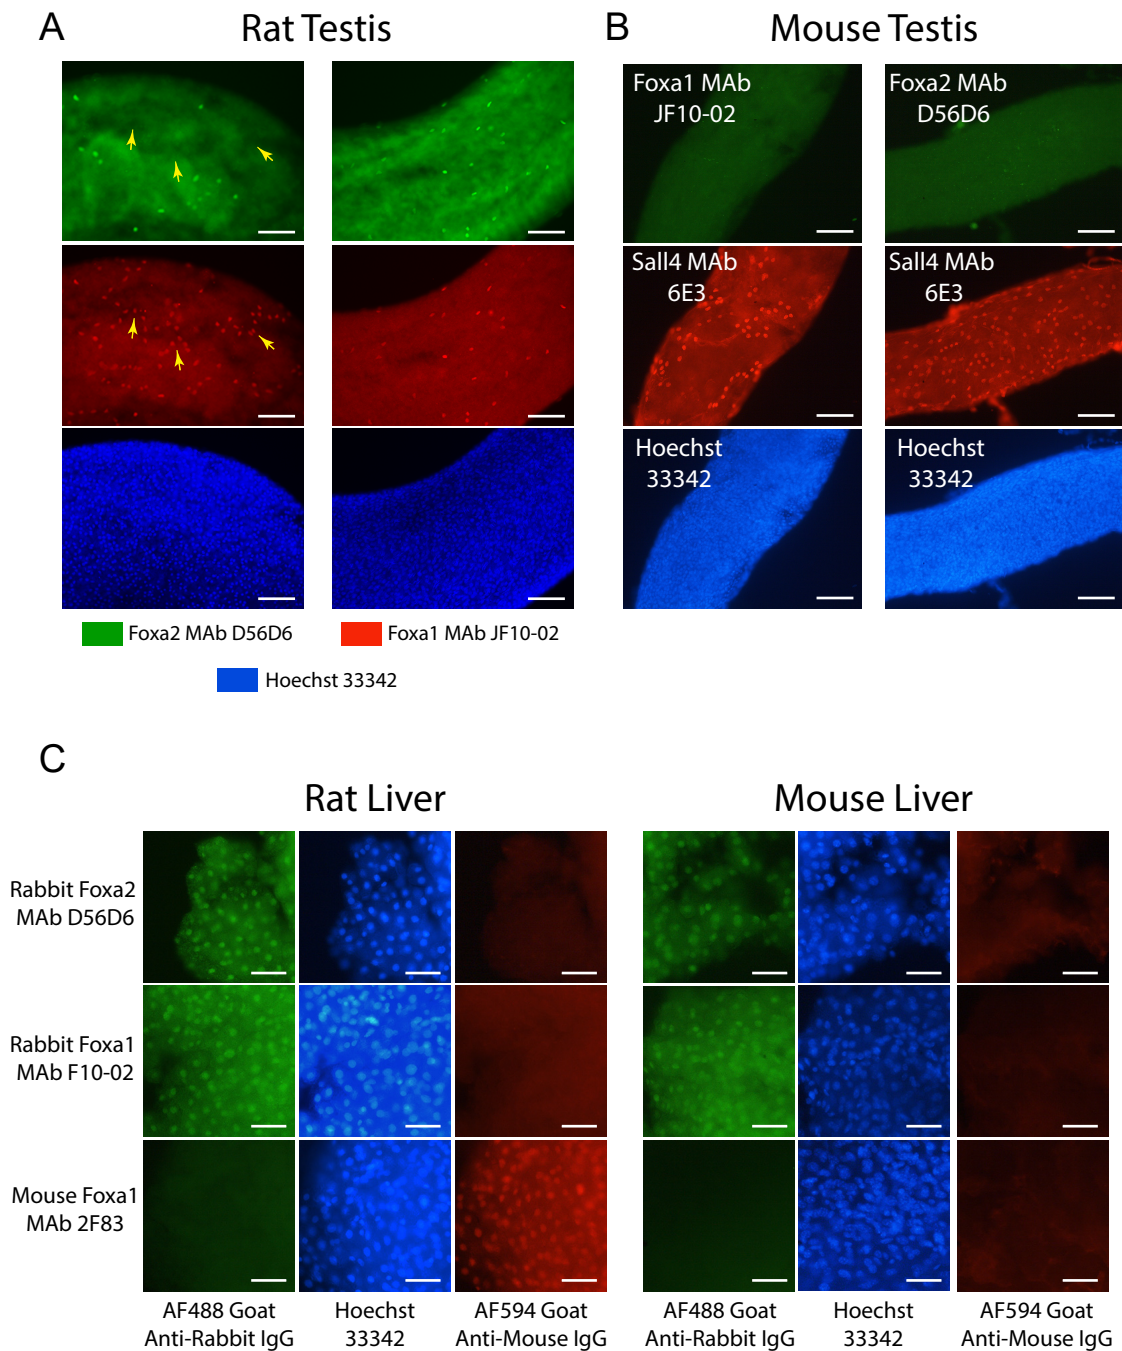 A
Rat Testis
Foxa2 MAb D56D6
Foxa1 MAb JF10-02
Hoechst 33342
B
Mouse Testis
Foxa1 MAb
JF10-02
Foxa2 MAb
D56D6
Sall4 MAb
6E3
Sall4 MAb
6E3
Hoechst
33342
Hoechst
33342
C
Rat Liver
Mouse Liver
Rabbit Foxa2
MAb D56D6
Rabbit Foxa1
MAb F10-02
Mouse Foxa1
MAb 2F83
AF488 Goat
Anti-Rabbit IgG
Hoechst
33342
AF594 Goat
Anti-Mouse IgG
AF488 Goat
Anti-Rabbit IgG
Hoechst
33342
AF594 Goat
Anti-Mouse IgG